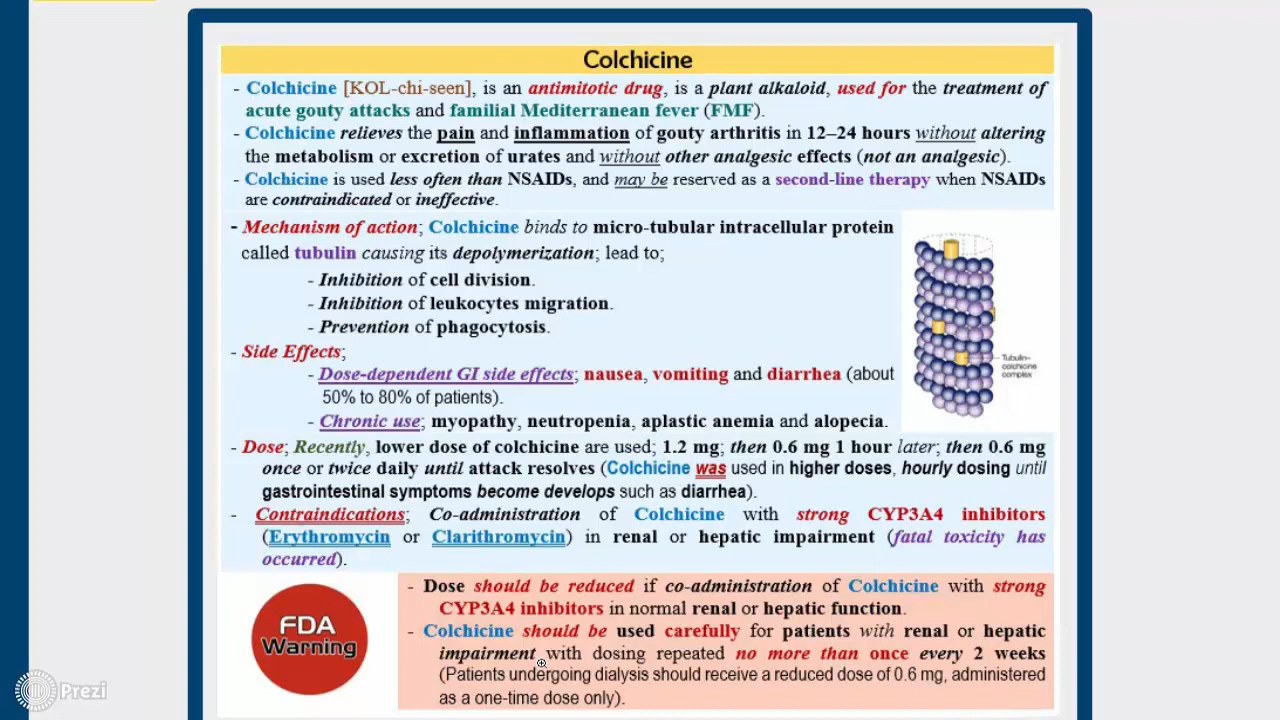 Colchicine
- Colchicine [KOL-chi-seen], is an antimitotic drug, is a plant alkaloid, used for the treatment of
acute gouty attacks and familial Mediterranean fever (FMF).
- Colchicine relieves the pain and inflammation of gouty arthritis in 12–24 hours without altering
the metabolism or excretion of urates and without other analgesic effects (not an analgesic).
- Colchicine is used less often than NSAIDs, and may be reserved as a second-line therapy when NSAIDs
are contraindicated or ineffective.
- Mechanism of action; Colchicine binds to micro-tubular intracellular protein
called tubulin causing its depolymerization; lead to;
- Inhibition of cell division.
- Inhibition of leukocytes migration.
- Prevention of phagocytosis.
- Side Effects;
- Dose-dependent GI side effects; nausea, vomiting and diarrhea (about
50% to 80% of patients).
- Chronic use; myopathy, neutropenia, aplastic anemia and alopecia.
Tubulin-
colchicine
complex
- Dose; Recently, lower dose of colchicine are used; 1.2 mg; then 0.6 mg 1 hour later; then 0.6 mg
once or twice daily until attack resolves (Colchicine was used in higher doses, hourly dosing until
gastrointestinal symptoms become develops such as diarrhea).
- Contraindications; Co-administration of Colchicine with strong CYP3A4 inhibitors
(Erythromycin or Clarithromycin) in renal or hepatic impairment (fatal toxicity has
occurred).
FDA
Warning
- Dose should be reduced if co-administration of Colchicine with strong
CYP3A4 inhibitors in normal renal or hepatic function.
- Colchicine should be used carefully for patients with renal or hepatic
impairment with dosing repeated no more than once every 2 weeks
(Patients undergoing dialysis should receive a reduced dose of 0.6 mg, administered
as a one-time dose only).
Prezi